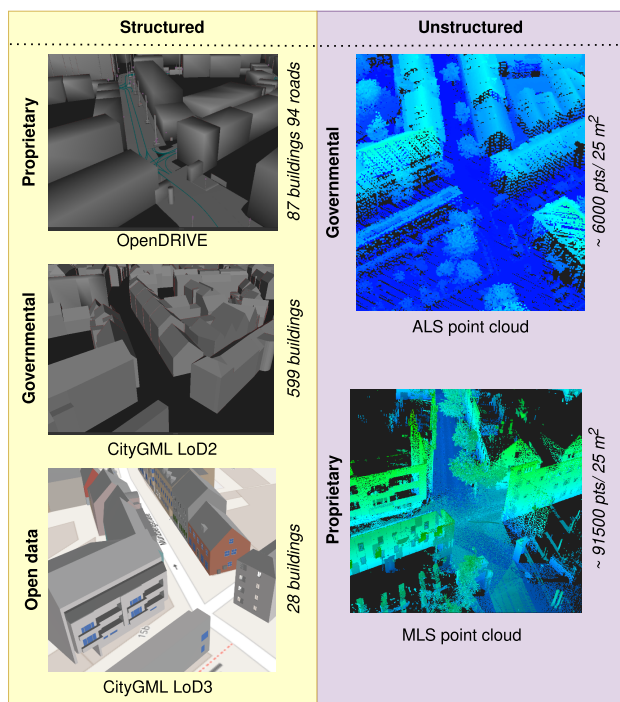 Structured
Proprietary
87 buildings 94 roads
OpenDRIVE
Governmental
599 buildings
CityGML LoD2
Open data
28 buildings
15b
CityGML LoD3
Unstructured
Governmental
~ 6000 pts/ 25 m²
ALS point cloud
Proprietary
~ 91500 pts/ 25 m²
MLS point cloud